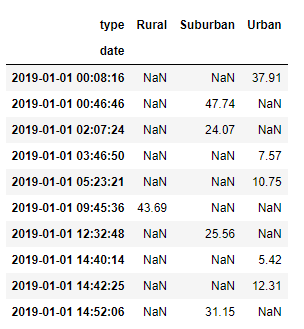 type Rural Suburban Urban
date
2019-01-01 00:08:16 NaN NaN 37.91
2019-01-01 00:46:46 NaN 47.74 NaN
2019-01-01 02:07:24 NaN 24.07 NaN
2019-01-01 03:46:50 NaN NaN 7.57
2019-01-01 05:23:21 NaN NaN 10.75
2019-01-01 09:45:36 43.69 NaN NaN
2019-01-01 12:32:48 NaN 25.56 NaN
2019-01-01 14:40:14 NaN NaN 5.42
2019-01-01 14:42:25 NaN NaN 12.31
2019-01-01 14:52:06 NaN 31.15 NaN